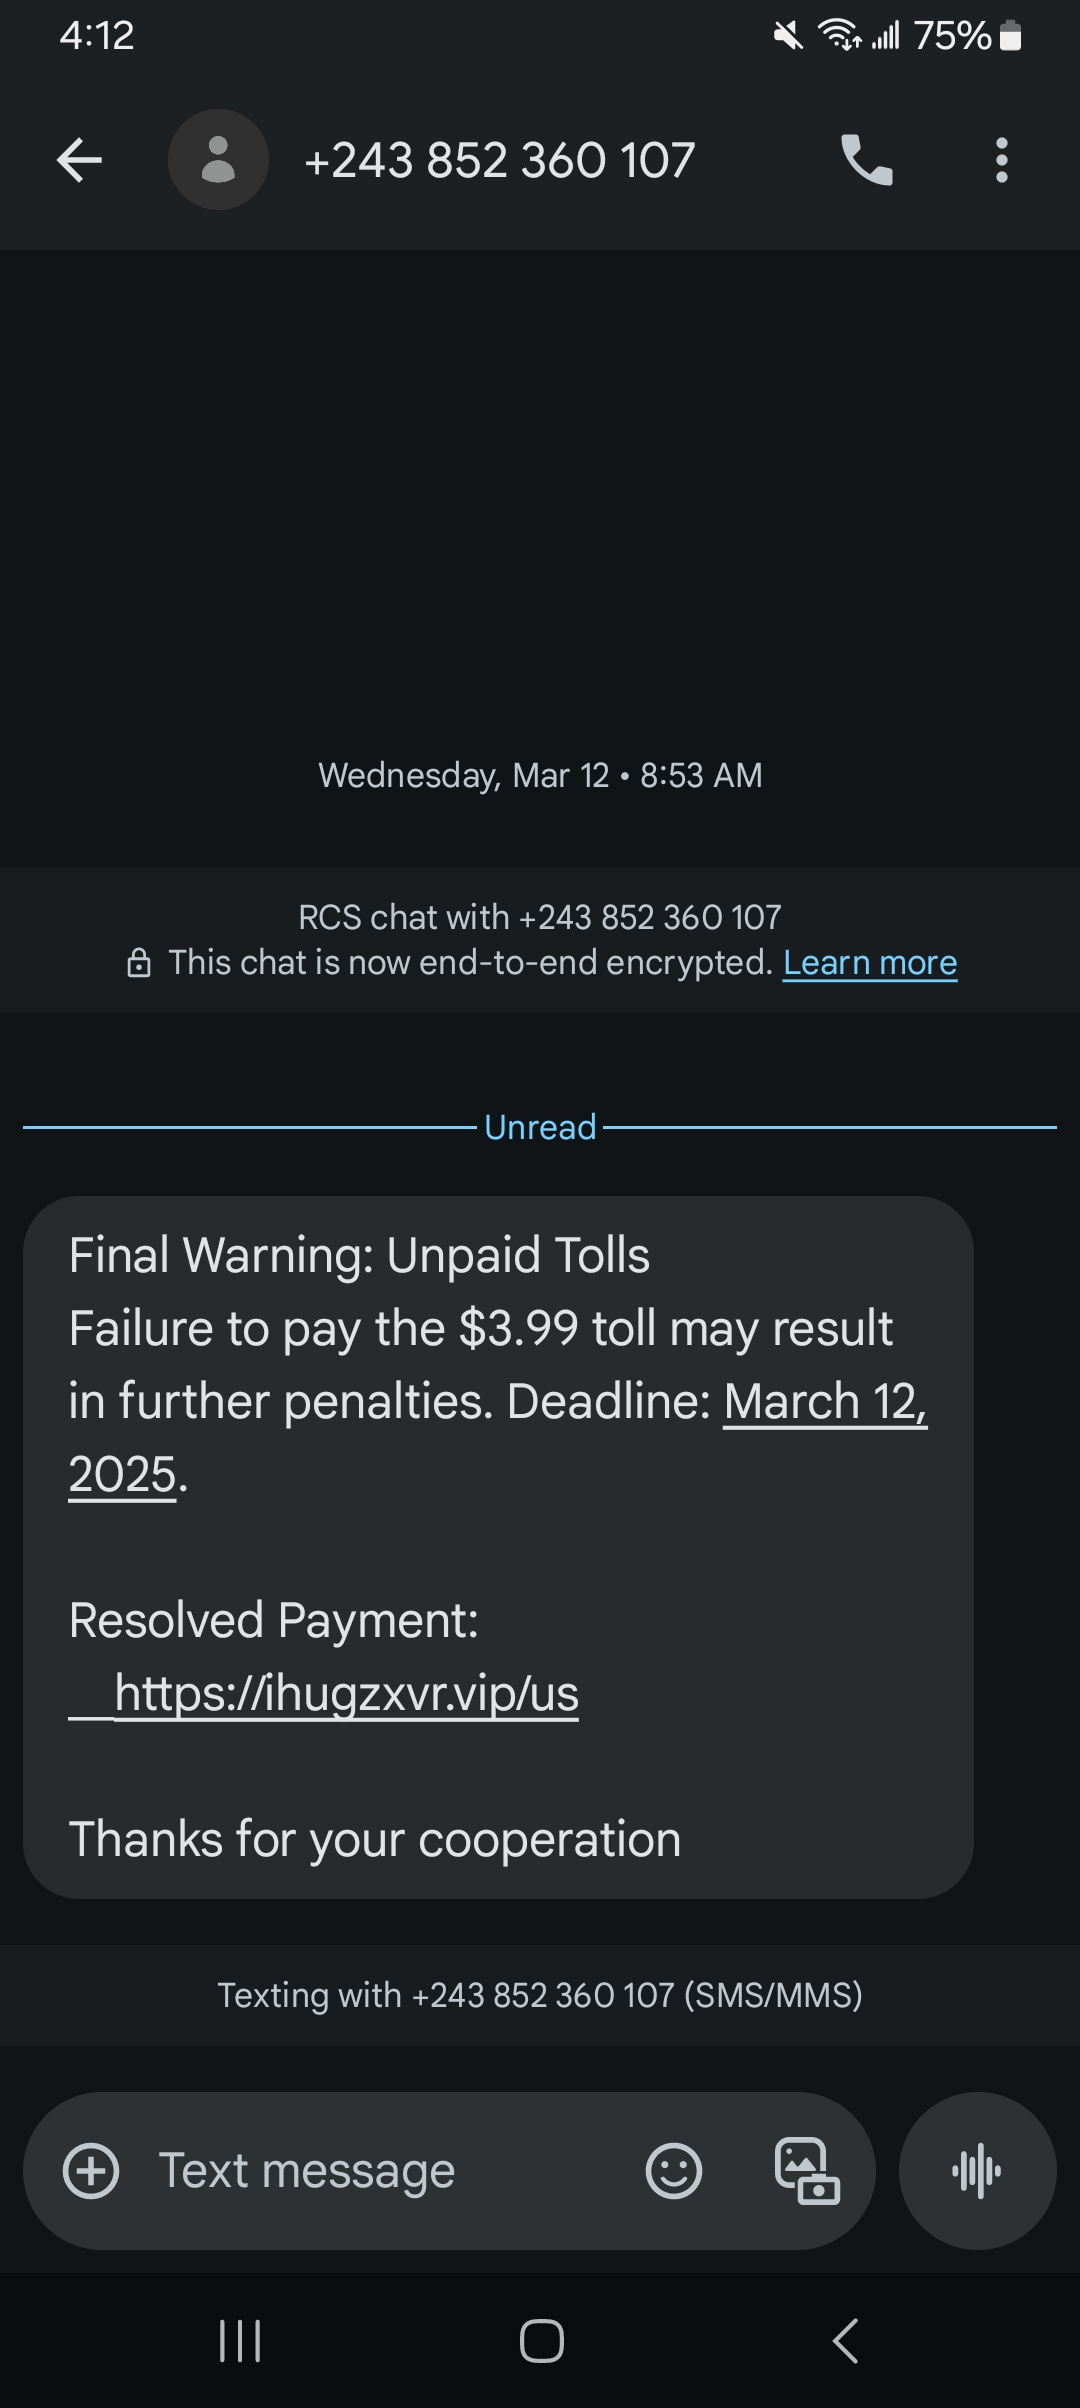 4:12
75%
+243 852 360 107
Wednesday, Mar 12 • 8:53 AM
RCS chat with +243 852 360 107
This chat is now end-to-end encrypted. Learn more
Unread
Final Warning: Unpaid Tolls
Failure to pay the $3.99 toll may result
in further penalties. Deadline: March 12,
2025.
Resolved Payment:
__https://ihugzxvr.vip/us
Thanks for your cooperation
Texting with +243 852 360 107 (SMS/MMS)
Text message